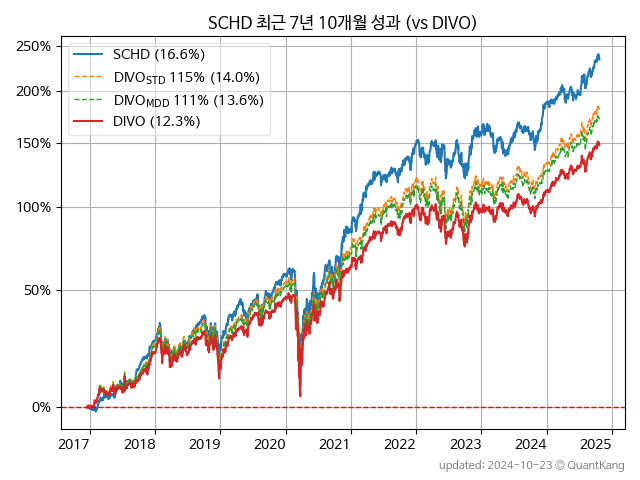 SCHD 최근 7년 10개월 성과 (vs DIVO)
250%
200%
150%
100%
50%
0%
SCHD (16.6%)
DIVO_STD 115% (14.0%)
DIVO_MDD 111% (13.6%)
DIVO (12.3%)
2017 2018 2019 2020 2021 2022 2023 2024 2025
updated: 2024-10-23 © QuantKang